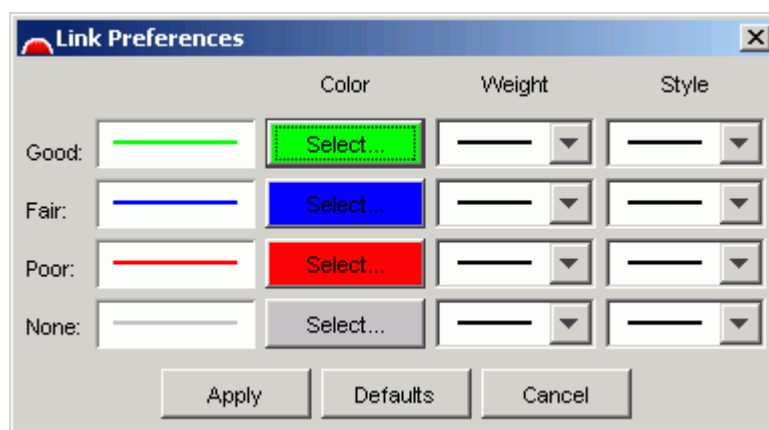 Link Preferences
Color Weight Style
Good: Select...
Fair: Select...
Poor: Select...
None: Select...
Apply Defaults Cancel